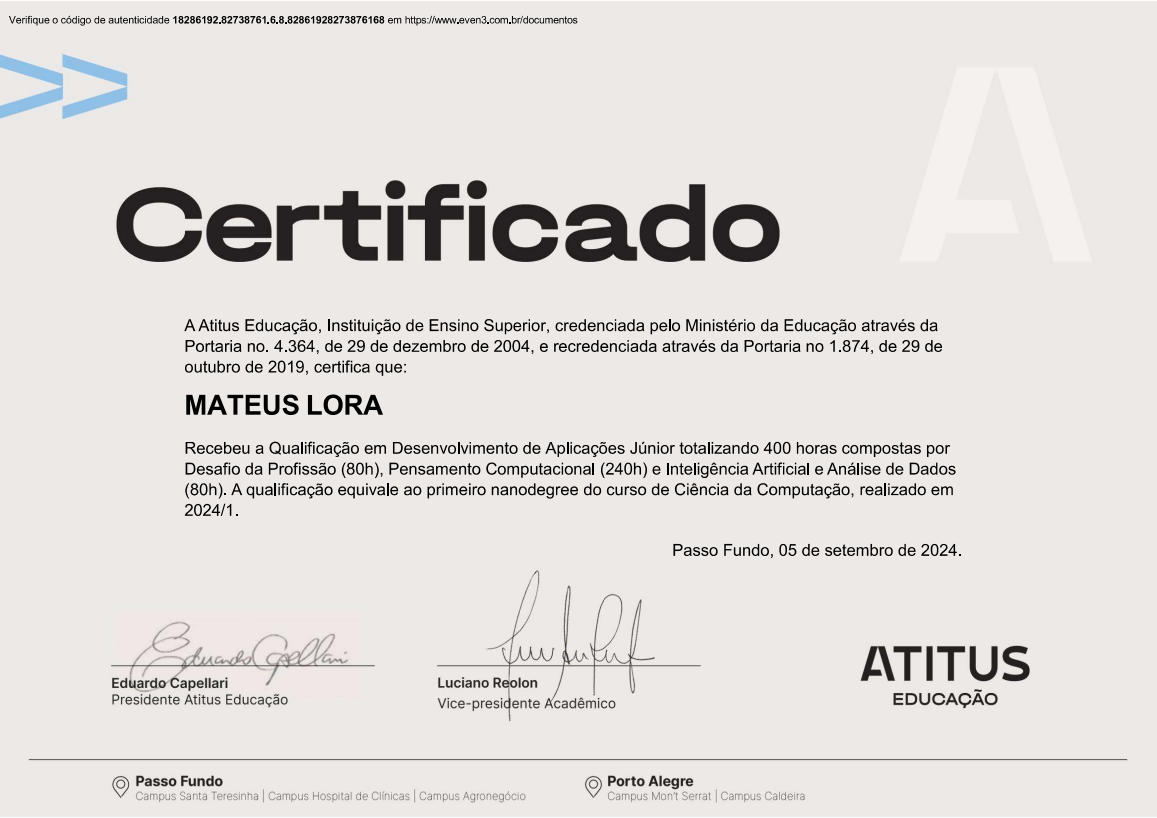 Verifique o código de autenticidade 18286192.82738761.6.8.82861928273876168 em https://www.even3.com.br/documentos
Certificado
A Atitus Educação, Instituição de Ensino Superior, credenciada pelo Ministério da Educação através da
Portaria no. 4.364, de 29 de dezembro de 2004, e recredenciada através da Portaria no 1.874, de 29 de
outubro de 2019, certifica que:
MATEUS LORA
Recebeu a Qualificação em Desenvolvimento de Aplicações Júnior totalizando 400 horas compostas por
Desafio da Profissão (80h), Pensamento Computacional (240h) e Inteligência Artificial e Análise de Dados
(80h). A qualificação equivale ao primeiro nanodegree do curso de Ciência da Computação, realizado em
2024/1.
Passo Fundo, 05 de setembro de 2024.
Eduardo Capellari
Eduardo Capellari
Presidente Atitus Educação
Luciano Reolon
Vice-presidente Acadêmico
ATITUS
EDUCAÇÃO
Passo Fundo
Campus Santa Teresinha | Campus Hospital de Clínicas | Campus Agronegócio
Porto Alegre
Campus Mon't Serrat | Campus Caldeira